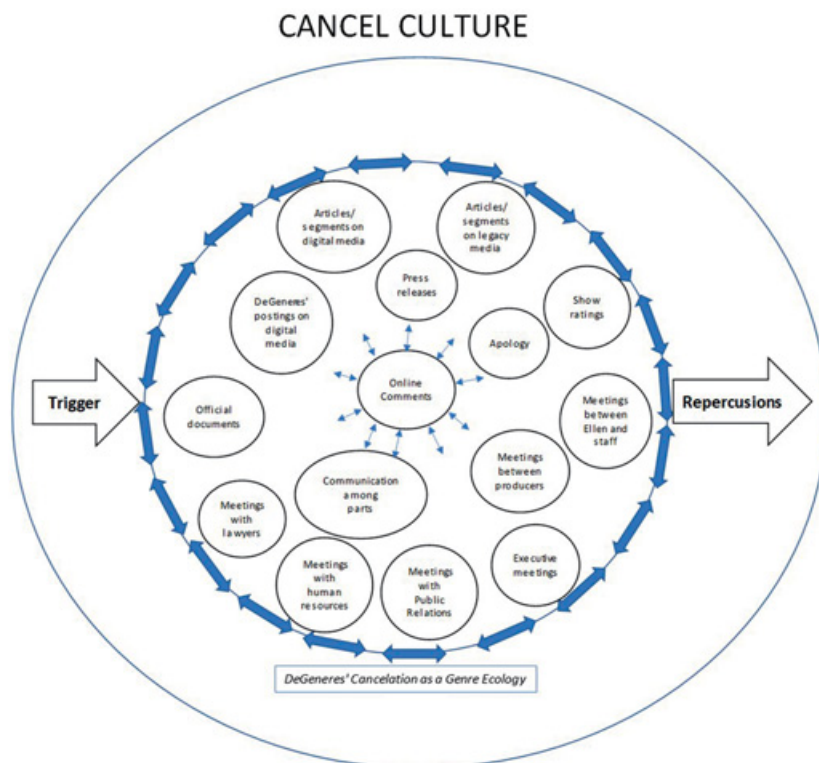 CANCEL CULTURE
Articles/
segments on
digital media
Articles/
segments
on legacy
media
Press
releases
DeGeneres'
postings on
digital
media
Show
ratings
Apology
Online
Comments
Trigger
Repercusions
Official
documents
Meetings
between
Ellen and
staff
Meetings
between
producers
Communication
among
parts
Meetings
with
lawyers
Executive
meetings
Meetings
with
human
resources
Meetings
with
Public
Relations
DeGeneres' Cancelation as a Genre Ecology